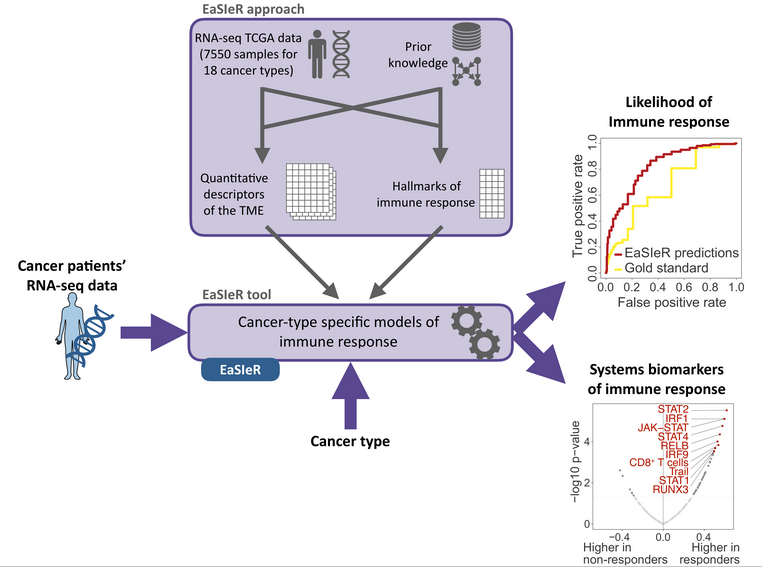 EaSIeR approach
RNA-seq TCGA data
(7550 samples for
18 cancer types)
Prior
knowledge
Quantitative
descriptors
of the TME
Hallmarks of
immune response
Cancer patients’
RNA-seq data
EaSIeR tool
Cancer-type specific models of
immune response
EaSIeR
Cancer type
Likelihood of
Immune response
True positive rate
1.0
0.8
0.6
0.4
0.2
0.0
EaSIeR predictions
Gold standard
0.0 0.2 0.4 0.6 0.8 1.0
False positive rate
Systems biomarkers
of immune response
−log10 p−value
4
2
0
STAT2
IRF1
JAK−STAT
STAT4
RELB
IRF9
CD8⁺ T cells
Trail
STAT1
RUNX3
−0.4 0.0 0.4
Higher in
non-responders
Higher in
responders